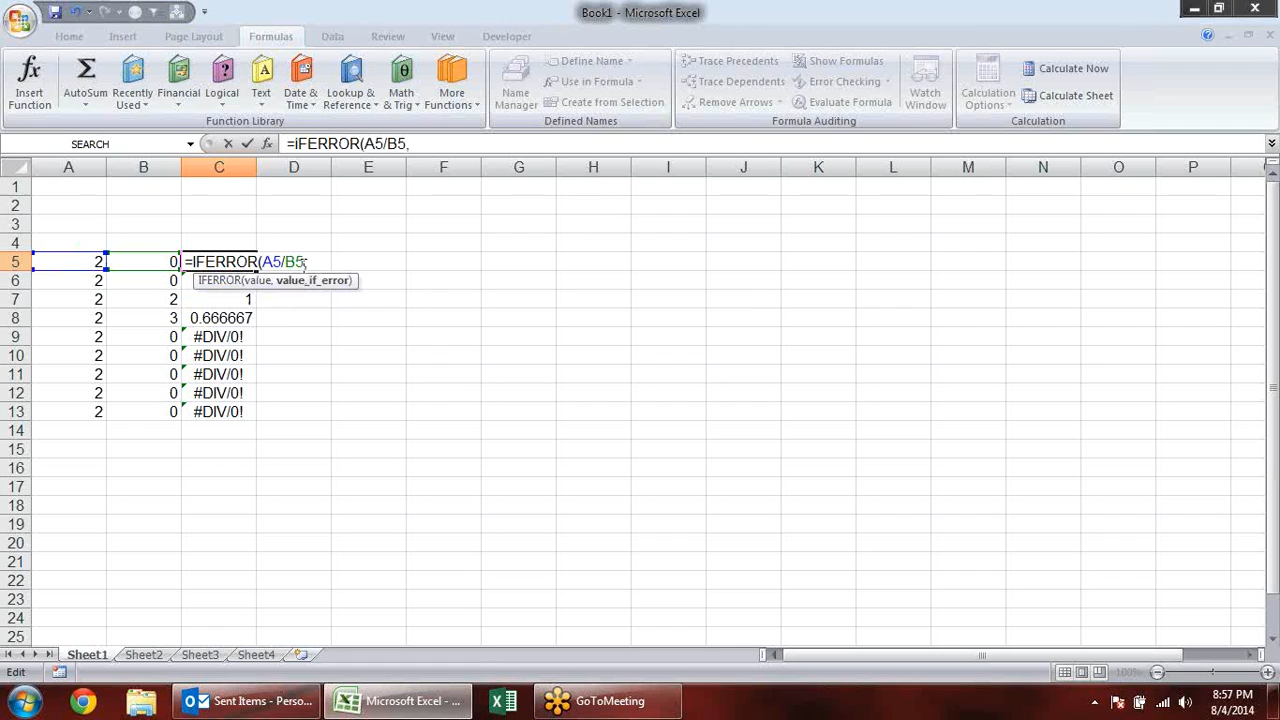 Book1 - Microsoft Excel
Home Insert Page Layout Formulas Data Review View Developer
Insert Function
AutoSum
Recently Used
Financial
Logical
Text
Date & Time
Lookup & Reference
Math & Trig
More Functions
Function Library
Name Manager
Define Name
Use in Formula
Create from Selection
Defined Names
Trace Precedents
Trace Dependents
Remove Arrows
Show Formulas
Error Checking
Evaluate Formula
Formula Auditing
Watch Window
Calculation Options
Calculate Now
Calculate Sheet
Calculation
SEARCH fx =iFERROR(A5/B5,
A B C D E F G H I J K L M N O P
1
2
3
4
5 2 0 =iFERROR(A5/B5,
IFERROR(value, value_if_error)
6 2 0
7 2 2 1
8 2 3 0.666667
9 2 0 #DIV/0!
10 2 0 #DIV/0!
11 2 0 #DIV/0!
12 2 0 #DIV/0!
13 2 0 #DIV/0!
14
15
16
17
18
19
20
21
22
23
24
25
Sheet1 Sheet2 Sheet3 Sheet4
Edit 100%
Sent Items - Perso... Microsoft Excel - ... GoToMeeting 8:57 PM
8/4/2014